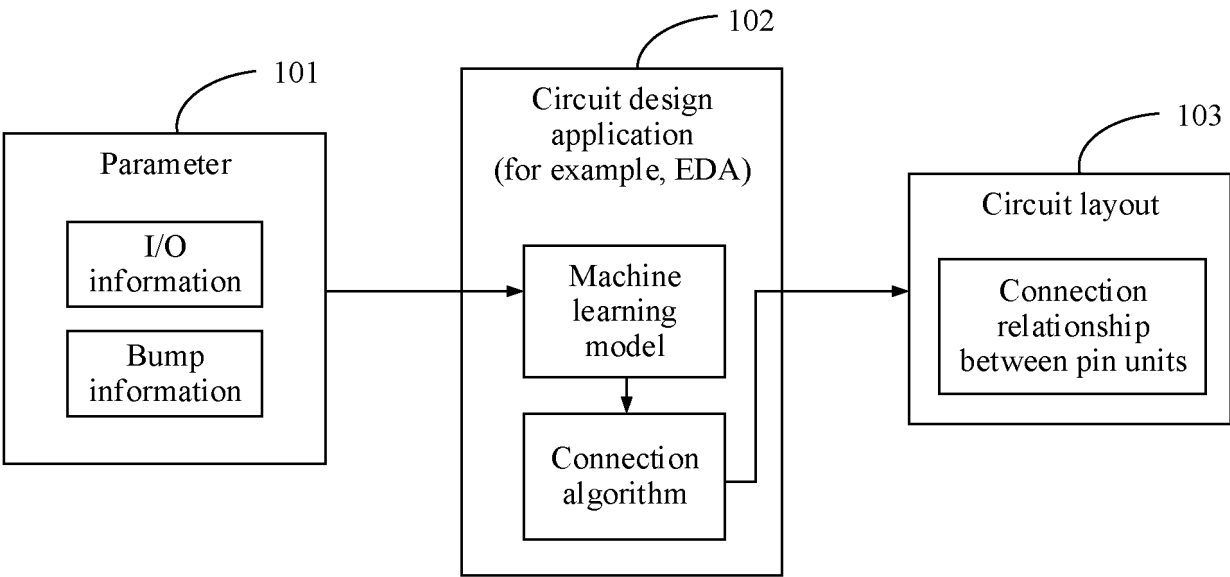 101
Parameter
I/O
information
Bump
information
102
Circuit design
application
(for example, EDA)
Machine
learning
model
Connection
algorithm
103
Circuit layout
Connection
relationship
between pin units